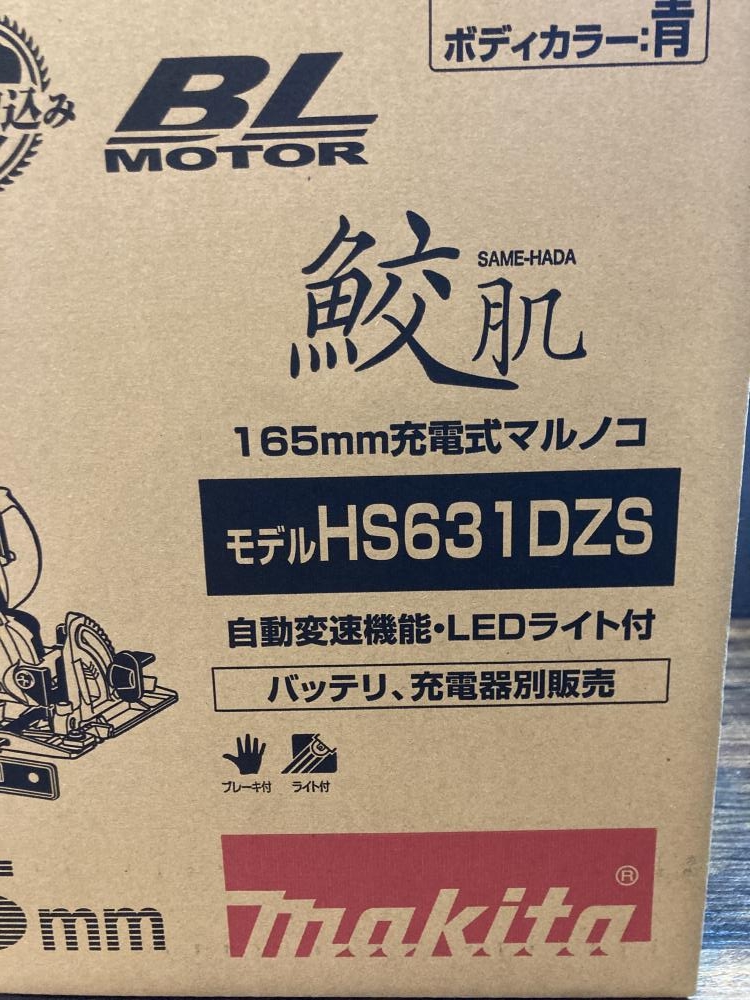 ボディカラー:青
込み
BL
MOTOR
鮫肌
SAME-HADA
165mm充電式マルノコ
モデルHS631DZS
自動変速機能・LEDライト付
バッテリ、充電器別販売
ブレーキ付
ライト付
5mm
makita®